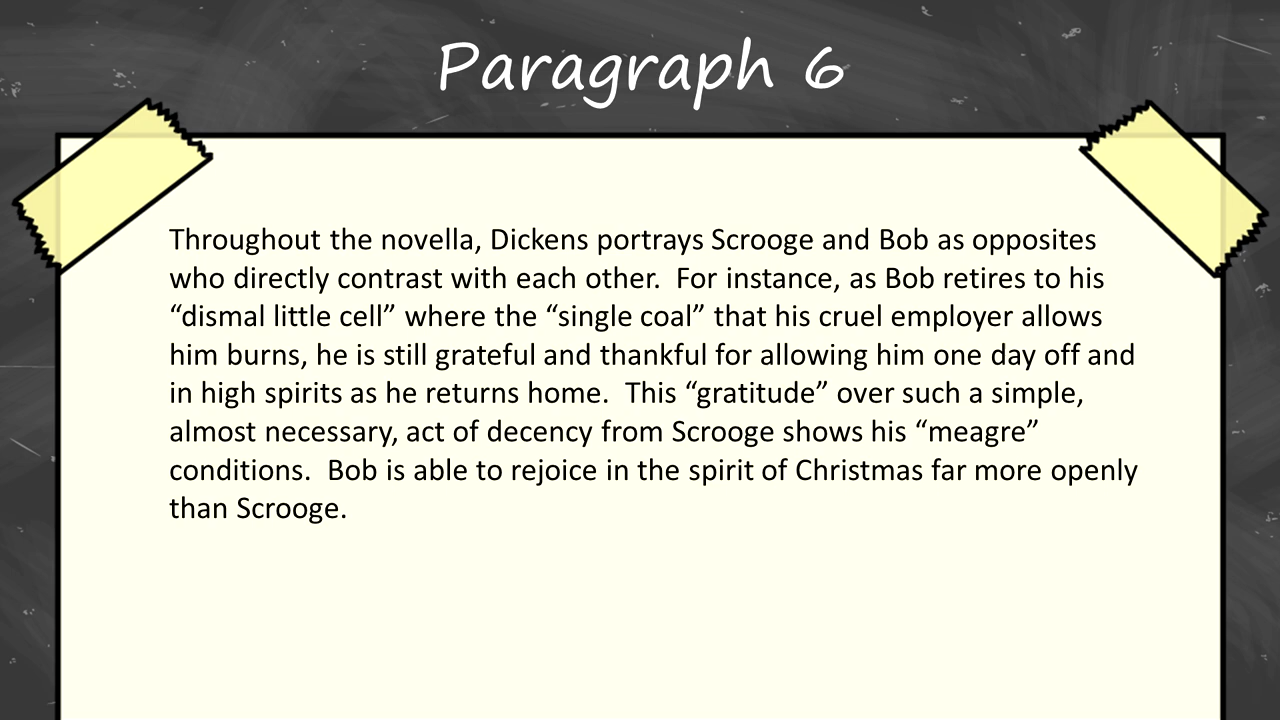 Paragraph 6
Throughout the novella, Dickens portrays Scrooge and Bob as opposites
who directly contrast with each other.  For instance, as Bob retires to his
“dismal little cell” where the “single coal” that his cruel employer allows
him burns, he is still grateful and thankful for allowing him one day off and
in high spirits as he returns home.  This “gratitude” over such a simple,
almost necessary, act of decency from Scrooge shows his “meagre”
conditions.  Bob is able to rejoice in the spirit of Christmas far more openly
than Scrooge.